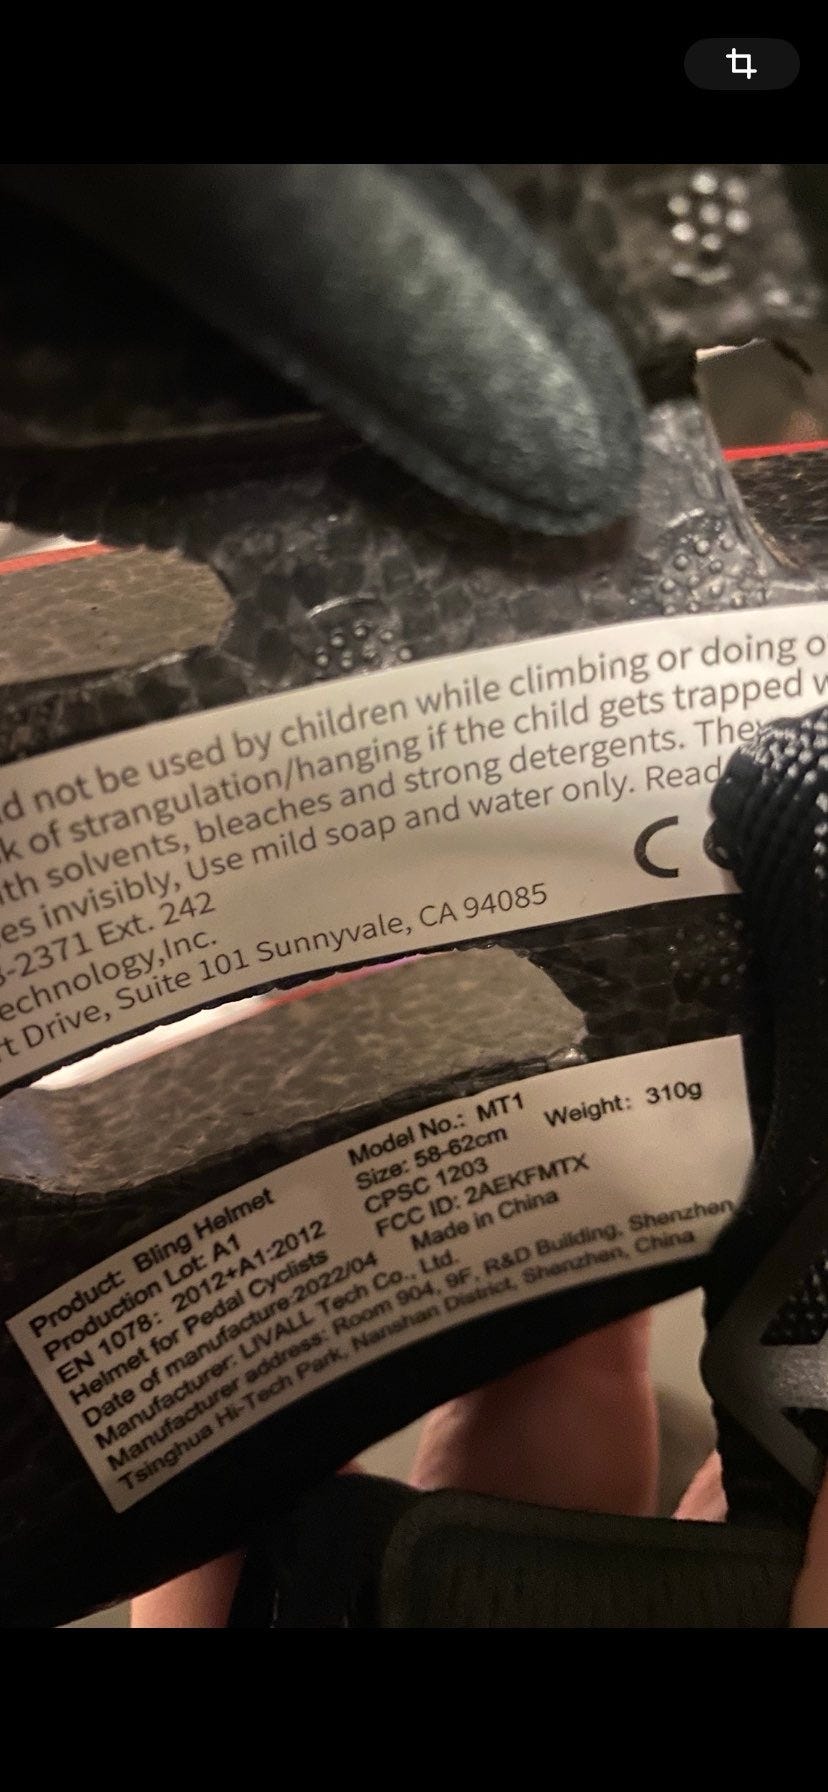 d not be used by children while climbing or doing o
k of strangulation/hanging if the child gets trapped w
ith solvents, bleaches and strong detergents. They
es invisibly, Use mild soap and water only. Read
-2371 Ext. 242
echnology,Inc.
t Drive, Suite 101 Sunnyvale, CA 94085
C
Product: Bling Helmet
Production Lot: A1
EN 1078: 2012+A1:2012
Helmet for Pedal Cyclists
Date of manufacture:2022/04
Manufacturer: LIVALL Tech Co., Ltd.
Manufacturer address: Room 904, 9F, R&D Building, Shenzhen
Tsinghua Hi-Tech Park, Nanshan District, Shenzhen, China
Model No.: MT1
Size: 58-62cm
Weight: 310g
CPSC 1203
FCC ID: 2AEKFMTX
Made in China